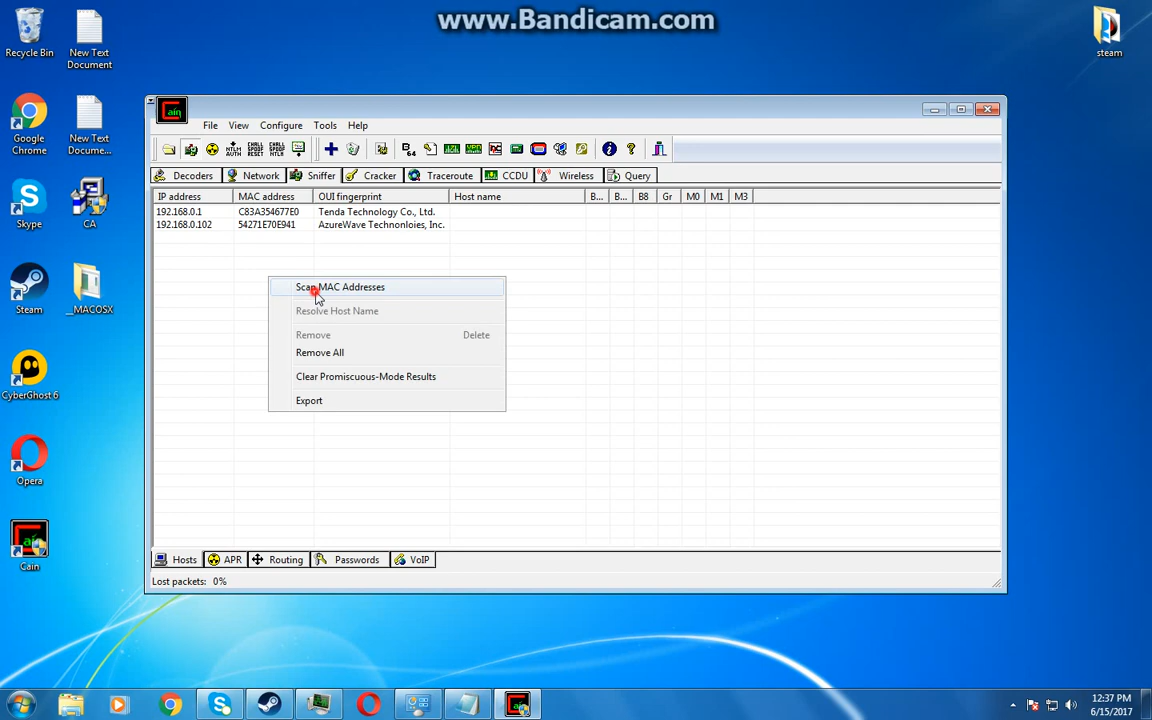 www.Bandicam.com
Recycle Bin
New Text
Document
steam
Google
Chrome
New Text
Docume...
Skype
CA
Steam
_MACOSX
CyberGhost 6
Opera
Cain
File View Configure Tools Help
Decoders Network Sniffer Cracker Traceroute CCDU Wireless Query
IP address MAC address OUI fingerprint Host name B... B... B8 Gr M0 M1 M3
192.168.0.1 C83A354677E0 Tenda Technology Co., Ltd.
192.168.0.102 54271E70E941 AzureWave Technonloies, Inc.
Scan MAC Addresses
Resolve Host Name
Remove Delete
Remove All
Clear Promiscuous-Mode Results
Export
Hosts APR Routing Passwords VoIP
Lost packets: 0%
12:37 PM
6/15/2017